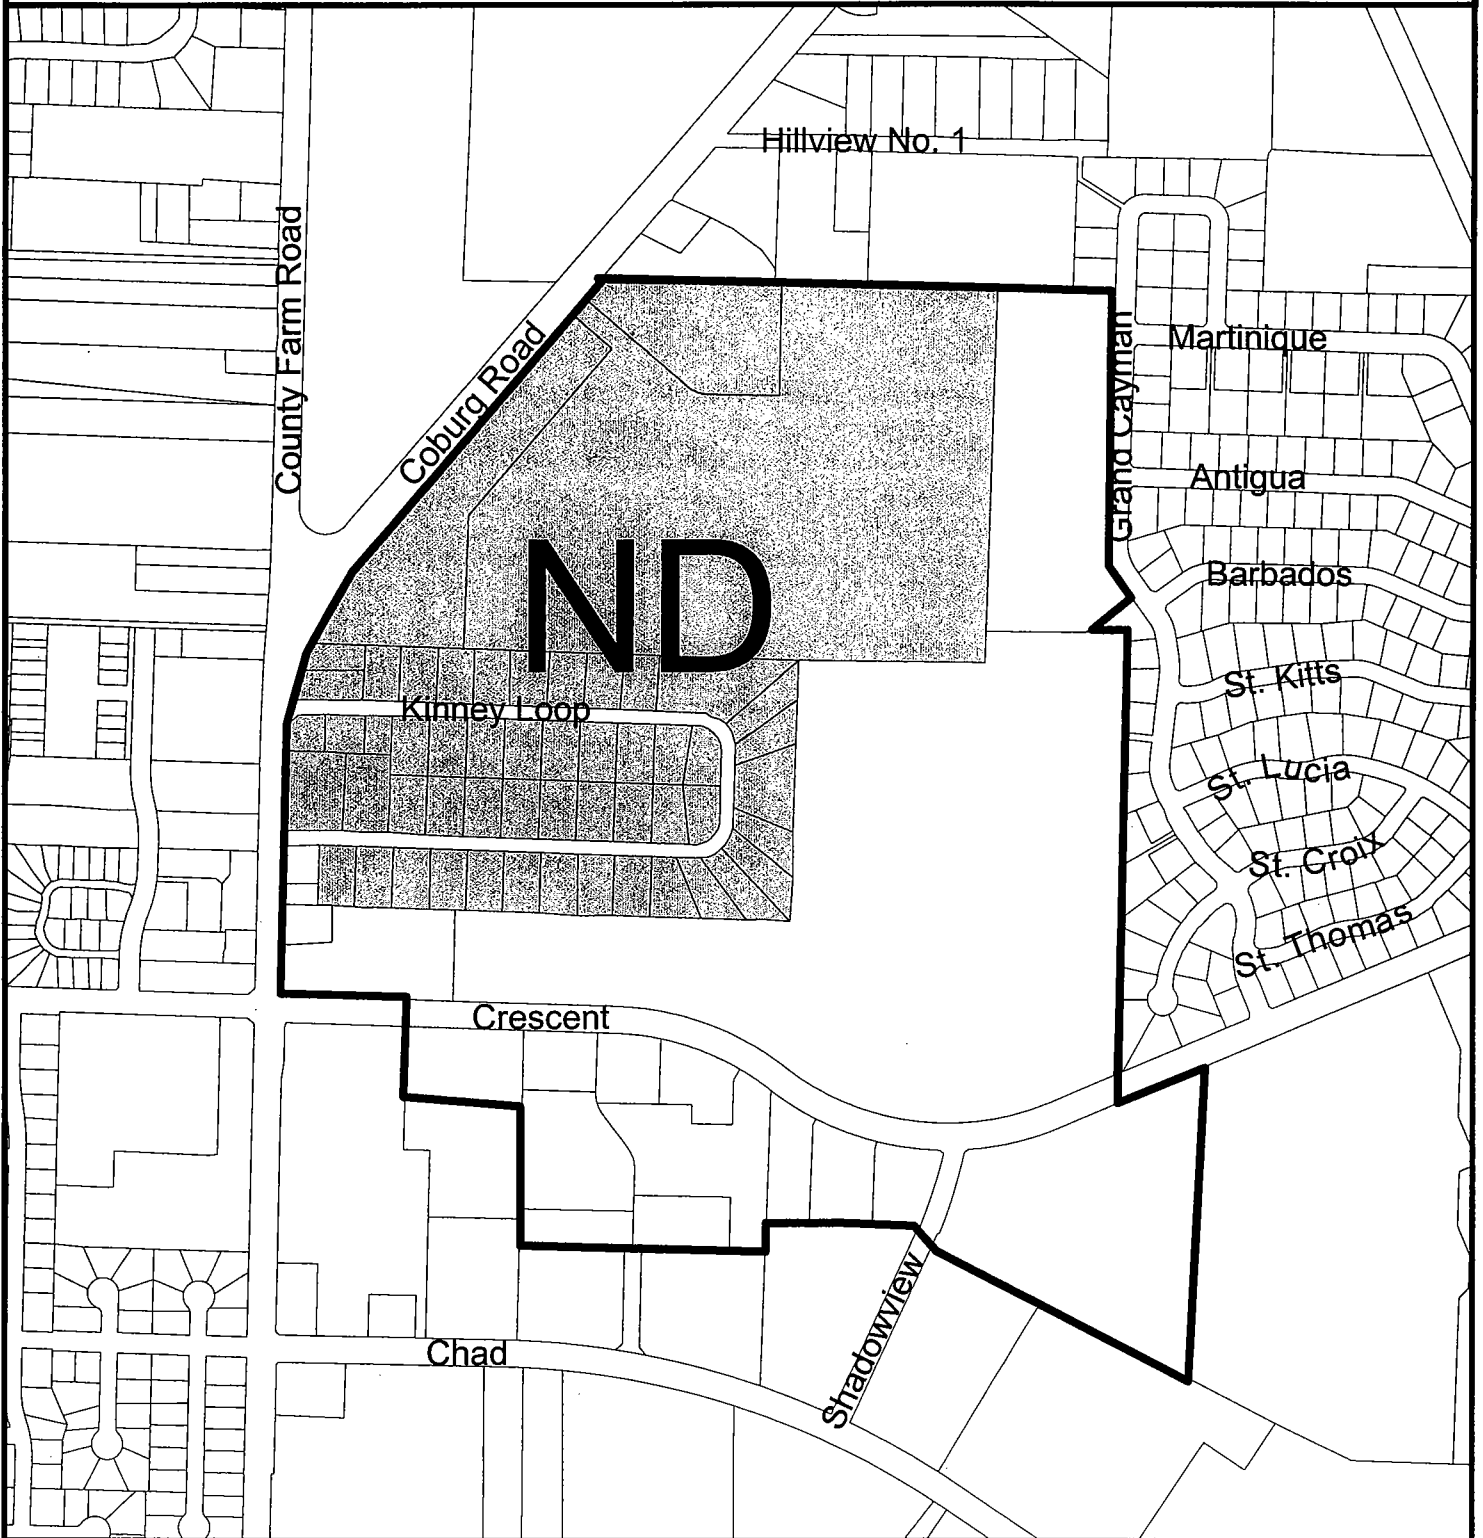 Hillview No. 1
County Farm Road
Coburg Road
Grand Cayman
Martinique
Antigua
Barbados
ND
St. Kitts
Kinney Loop
St. Lucia
St. Croix
St. Thomas
Crescent
Shadowview
Chad